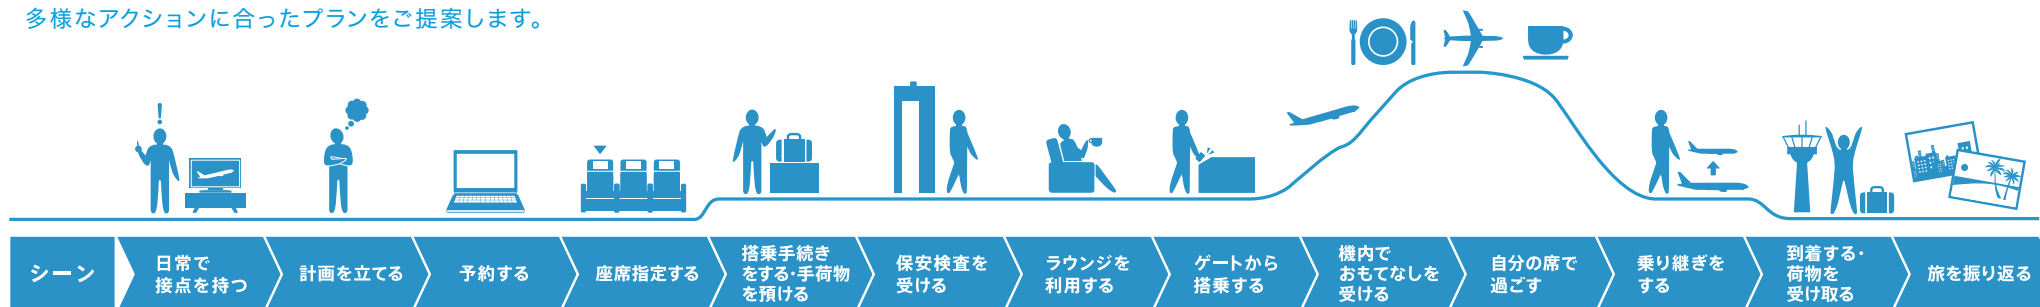 多様なアクションに合ったプランをご提案します。
シーン
日常で
接点を持つ
計画を立てる
予約する
座席指定する
搭乗手続き
をする・手荷物
を預ける
保安検査を
受ける
ラウンジを
利用する
ゲートから
搭乗する
機内で
おもてなしを
受ける
自分の席で
過ごす
乗り継ぎを
する
到着する・
荷物を
受け取る
旅を振り返る